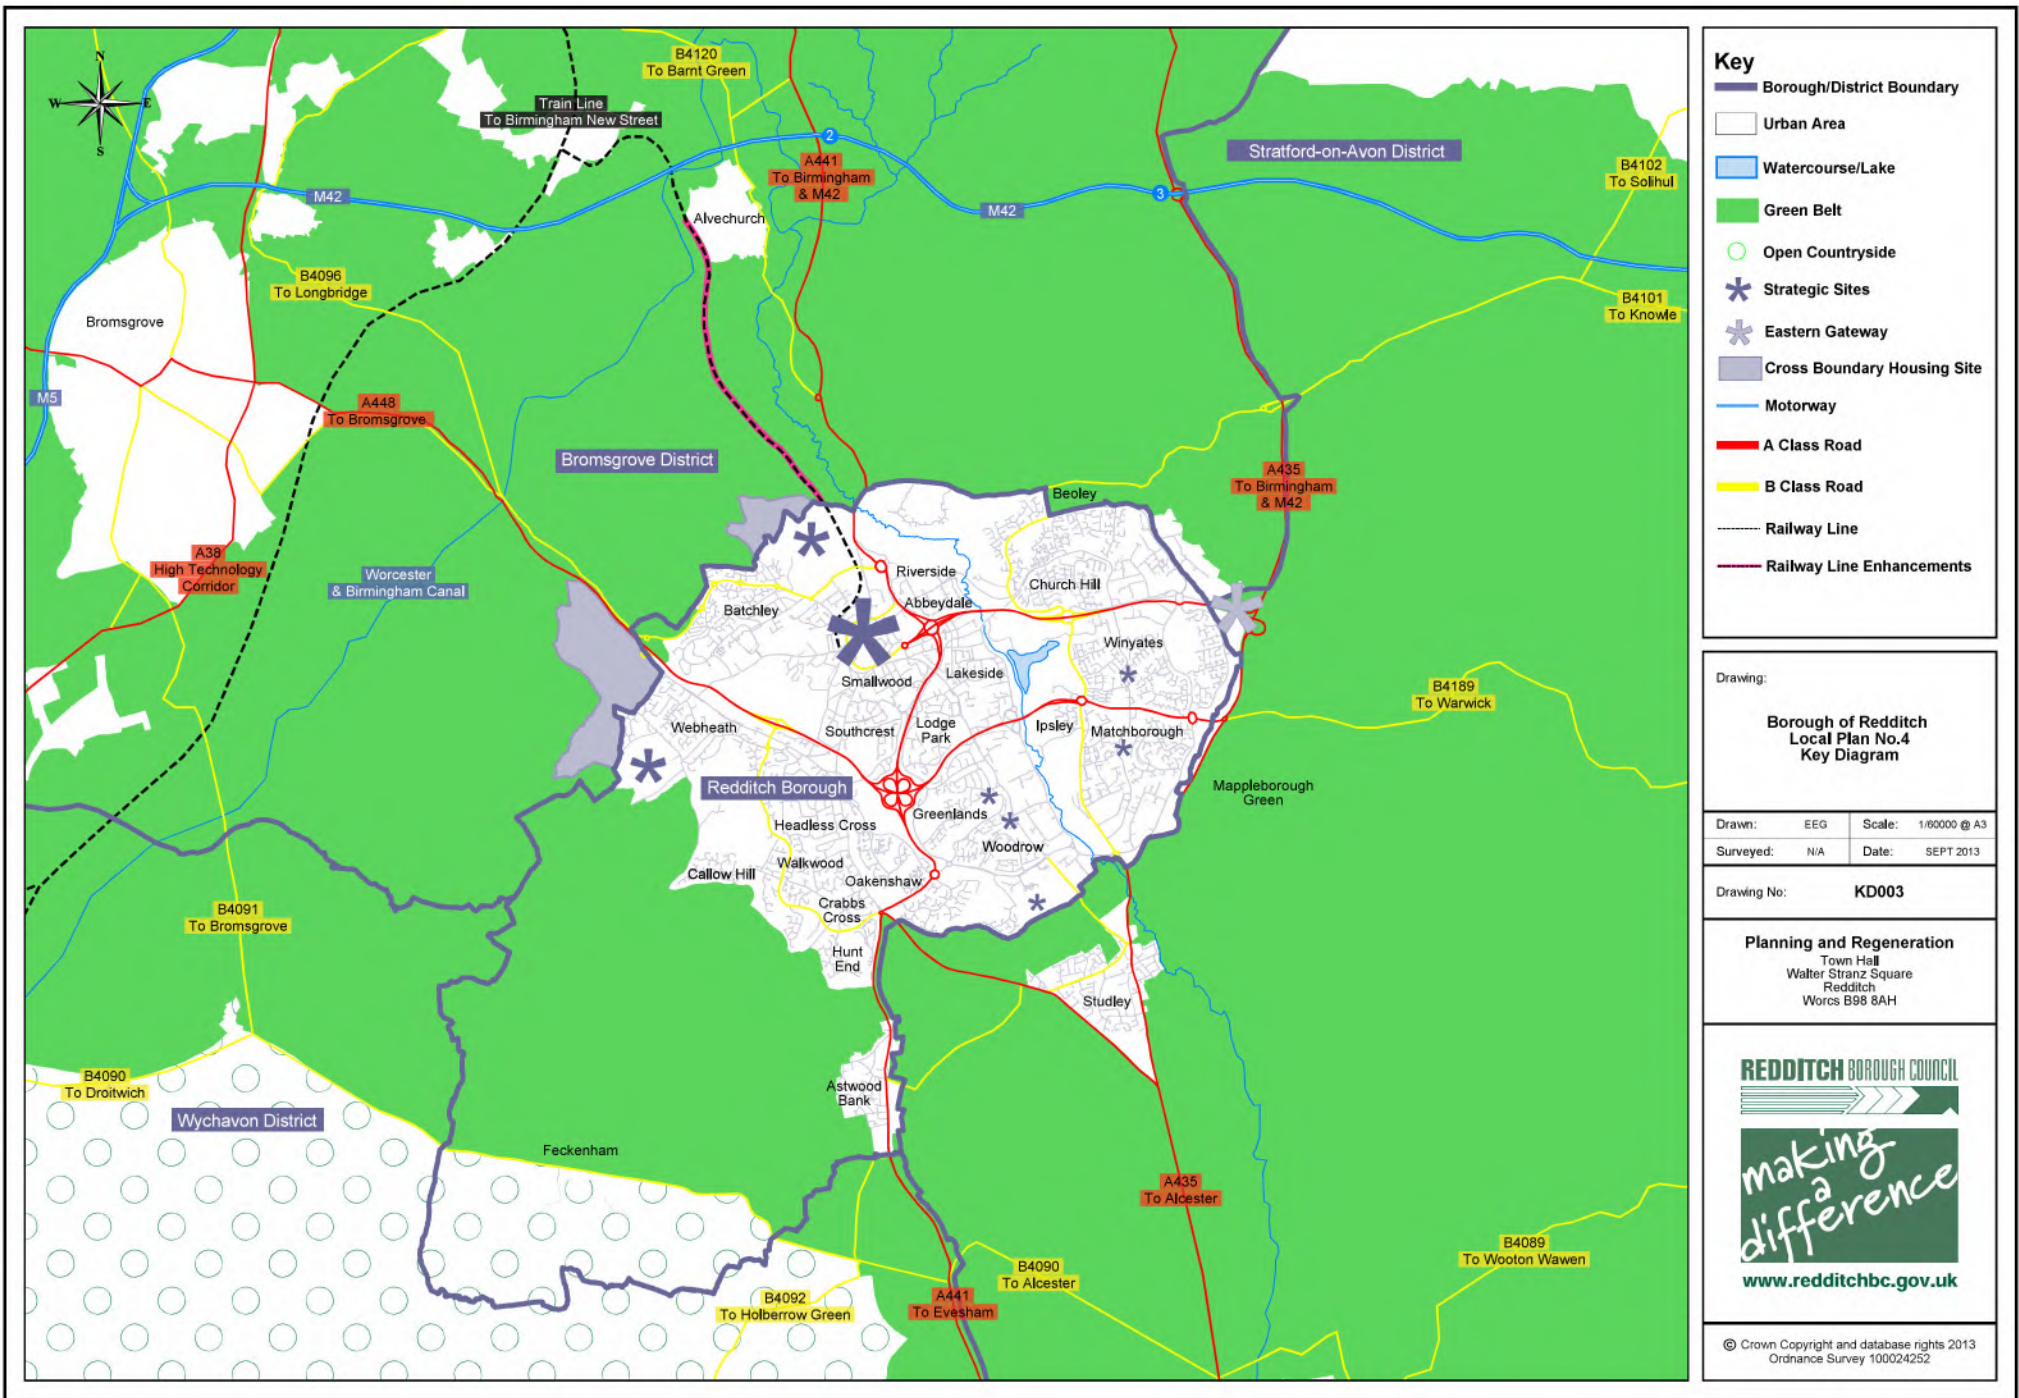 N
W
E
S
B4120
To Barnt Green
Train Line
To Birmingham New Street
2
A441
To Birmingham
& M42
Stratford-on-Avon District
B4102
To Solihul
M42
3
M42
Alvechurch
B4096
To Longbridge
B4101
To Knowle
Bromsgrove
M5
A448
To Bromsgrove
Bromsgrove District
A435
To Birmingham
& M42
Beoley
A38
High Technology
Corridor
Worcester
& Birmingham Canal
Riverside
Church Hill
Abbeydale
Batchley
Winyates
Smallwood
Lakeside
B4189
To Warwick
Webheath
Southcrest
Lodge
Park
Ipsley
Matchborough
Redditch Borough
Mappleborough
Green
Greenlands
Headless Cross
Woodrow
Walkwood
Callow Hill
Oakenshaw
Crabbs
Cross
B4091
To Bromsgrove
Hunt
End
Studley
B4090
To Droitwich
Astwood
Bank
Wychavon District
Feckenham
A435
To Alcester
B4089
To Wooton Wawen
B4090
To Alcester
B4092
To Holberrow Green
A441
To Evesham
Key
Borough/District Boundary
Urban Area
Watercourse/Lake
Green Belt
Open Countryside
Strategic Sites
Eastern Gateway
Cross Boundary Housing Site
Motorway
A Class Road
B Class Road
Railway Line
Railway Line Enhancements
Drawing:
Borough of Redditch
Local Plan No.4
Key Diagram
Drawn: EEG Scale: 1/60000 @ A3
Surveyed: N/A Date: SEPT 2013
Drawing No: KD003
Planning and Regeneration
Town Hall
Walter Stranz Square
Redditch
Worcs B98 8AH
REDDITCH BOROUGH COUNCIL
making
a
difference
www.redditchbc.gov.uk
© Crown Copyright and database rights 2013
Ordnance Survey 100024252